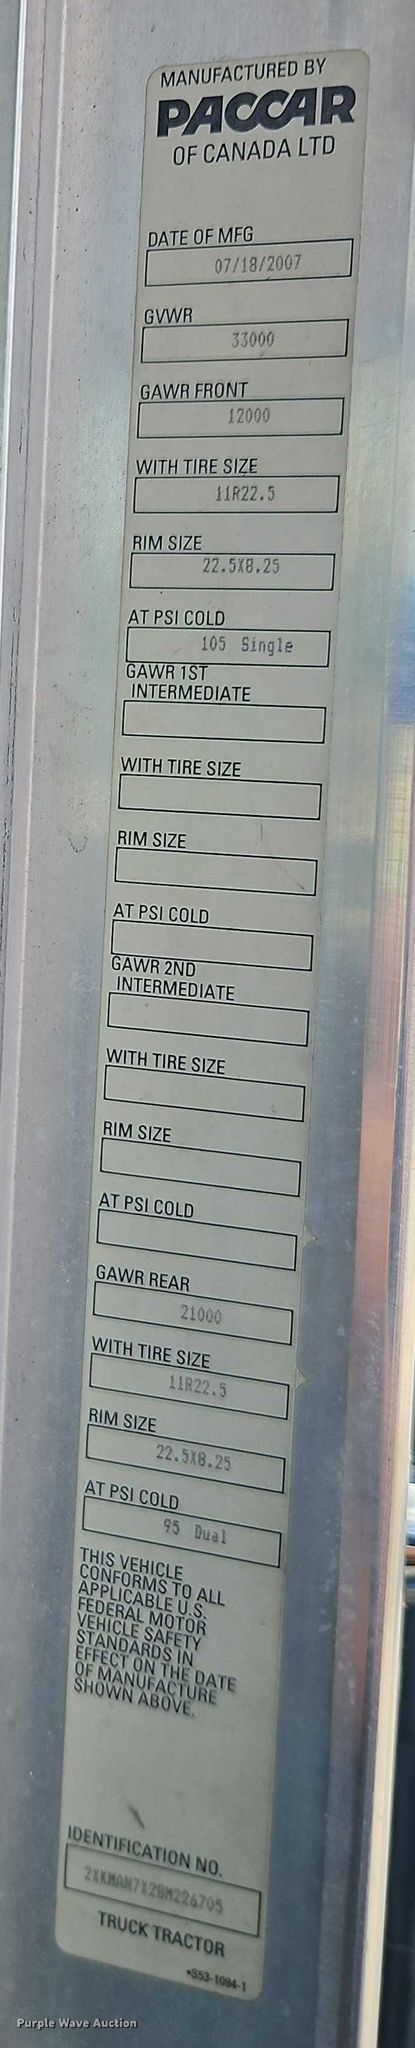 MANUFACTURED BY
PACCAR
OF CANADA LTD
DATE OF MFG
07/18/2007
GVWR
33000
GAWR FRONT
12000
WITH TIRE SIZE
11R22.5
RIM SIZE
22.5X8.25
AT PSI COLD
105 Single
GAWR 1ST
INTERMEDIATE
WITH TIRE SIZE
RIM SIZE
AT PSI COLD
GAWR 2ND
INTERMEDIATE
WITH TIRE SIZE
RIM SIZE
AT PSI COLD
GAWR REAR
21000
WITH TIRE SIZE
11R22.5
RIM SIZE
22.5X8.25
AT PSI COLD
95 Dual
THIS VEHICLE
CONFORMS TO ALL
APPLICABLE U.S.
FEDERAL MOTOR
VEHICLE SAFETY
STANDARDS IN
EFFECT ON THE DATE
OF MANUFACTURE
SHOWN ABOVE.
IDENTIFICATION NO.
2XKMAN7X28M226705
TRUCK TRACTOR
•S53-1084-1
Purple Wave Auction